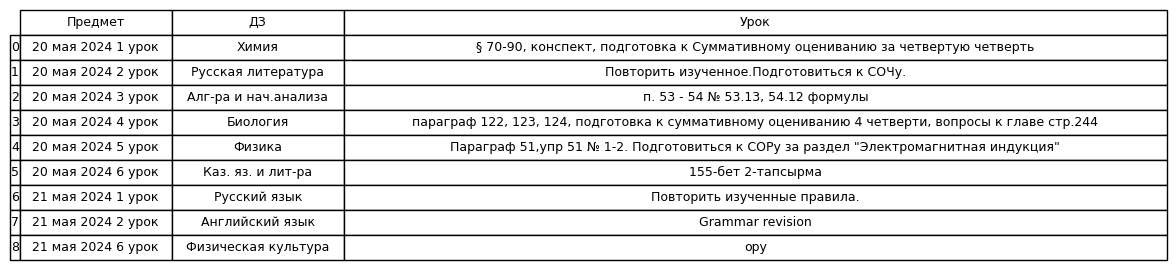 Предмет ДЗ Урок
0 20 мая 2024 1 урок Химия § 70-90, конспект, подготовка к Суммативному оцениванию за четвертую четверть
1 20 мая 2024 2 урок Русская литература Повторить изученное.Подготовиться к СОЧу.
2 20 мая 2024 3 урок Алг-ра и нач.анализа п. 53 - 54 № 53.13, 54.12 формулы
3 20 мая 2024 4 урок Биология параграф 122, 123, 124, подготовка к суммативному оцениванию 4 четверти, вопросы к главе стр.244
4 20 мая 2024 5 урок Физика Параграф 51,упр 51 № 1-2. Подготовиться к СОРу за раздел "Электромагнитная индукция"
5 20 мая 2024 6 урок Каз. яз. и лит-ра 155-бет 2-тапсырма
6 21 мая 2024 1 урок Русский язык Повторить изученные правила.
7 21 мая 2024 2 урок Английский язык Grammar revision
8 21 мая 2024 6 урок Физическая культура ору